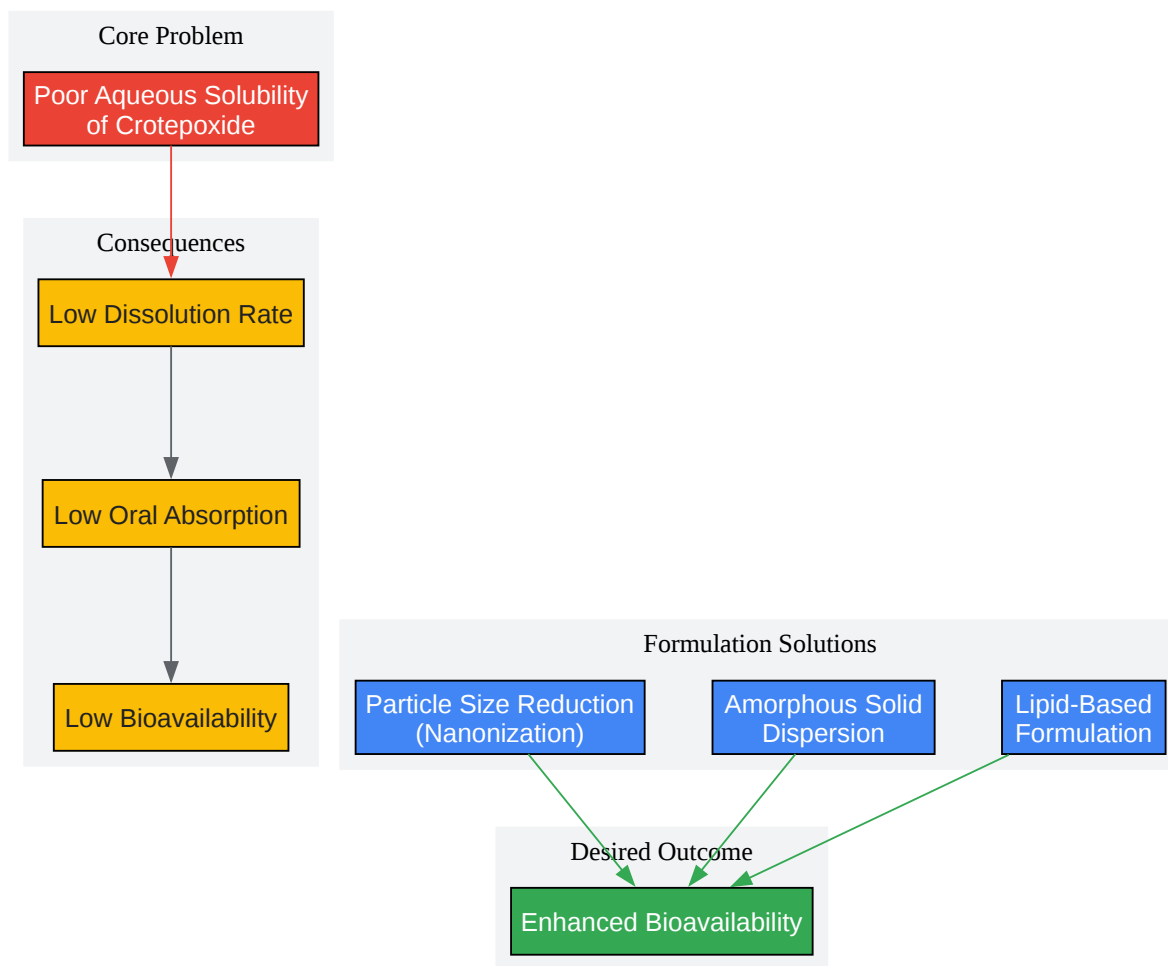 Core Problem
Poor Aqueous Solubility
of Crotepoxide
Consequences
Low Dissolution Rate
Low Oral Absorption
Low Bioavailability
Formulation Solutions
Particle Size Reduction
(Nanonization)
Amorphous Solid
Dispersion
Lipid-Based
Formulation
Desired Outcome
Enhanced Bioavailability